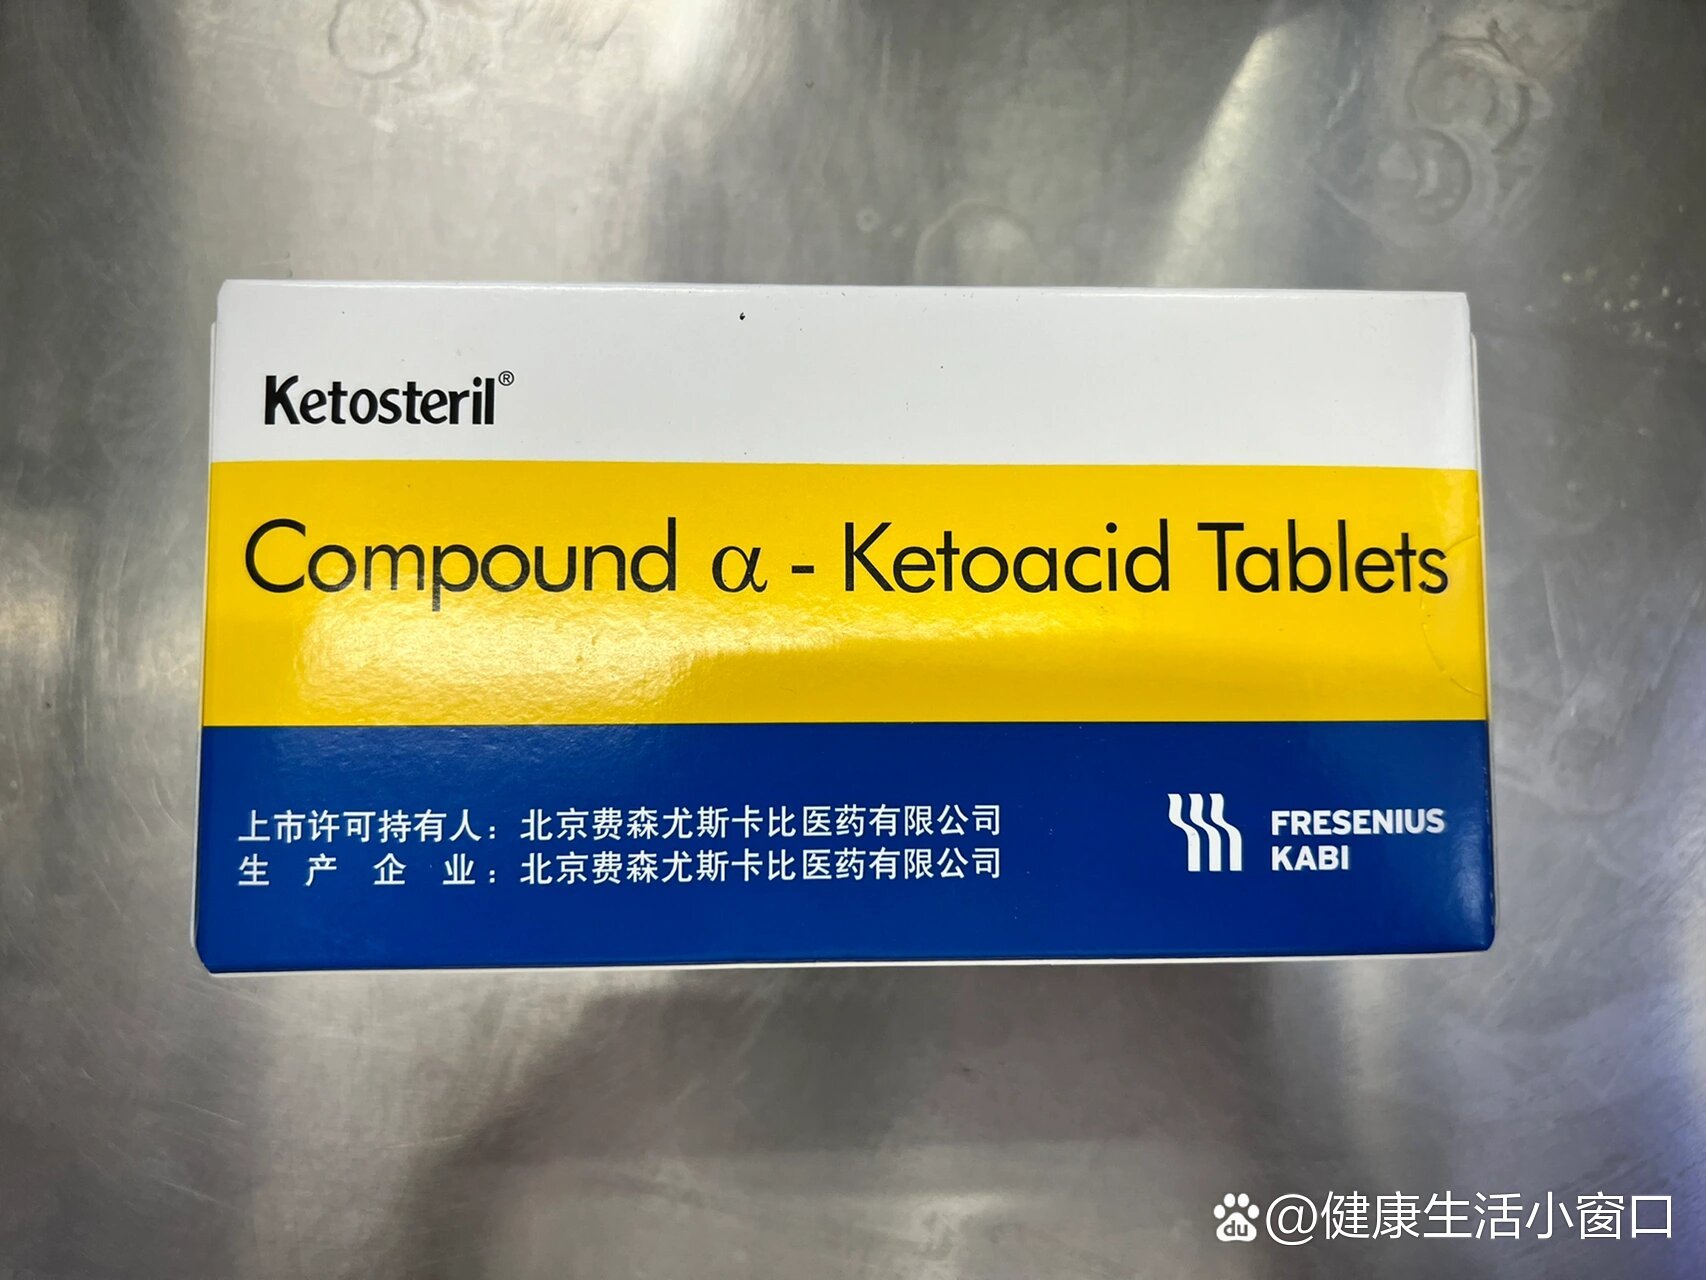 Ketosteril®
Compound α - Ketoacid Tablets
上市许可持有人：北京费森尤斯卡比医药有限公司
生产企业：北京费森尤斯卡比医药有限公司
FRESENIUS
KABI
du @健康生活小窗口